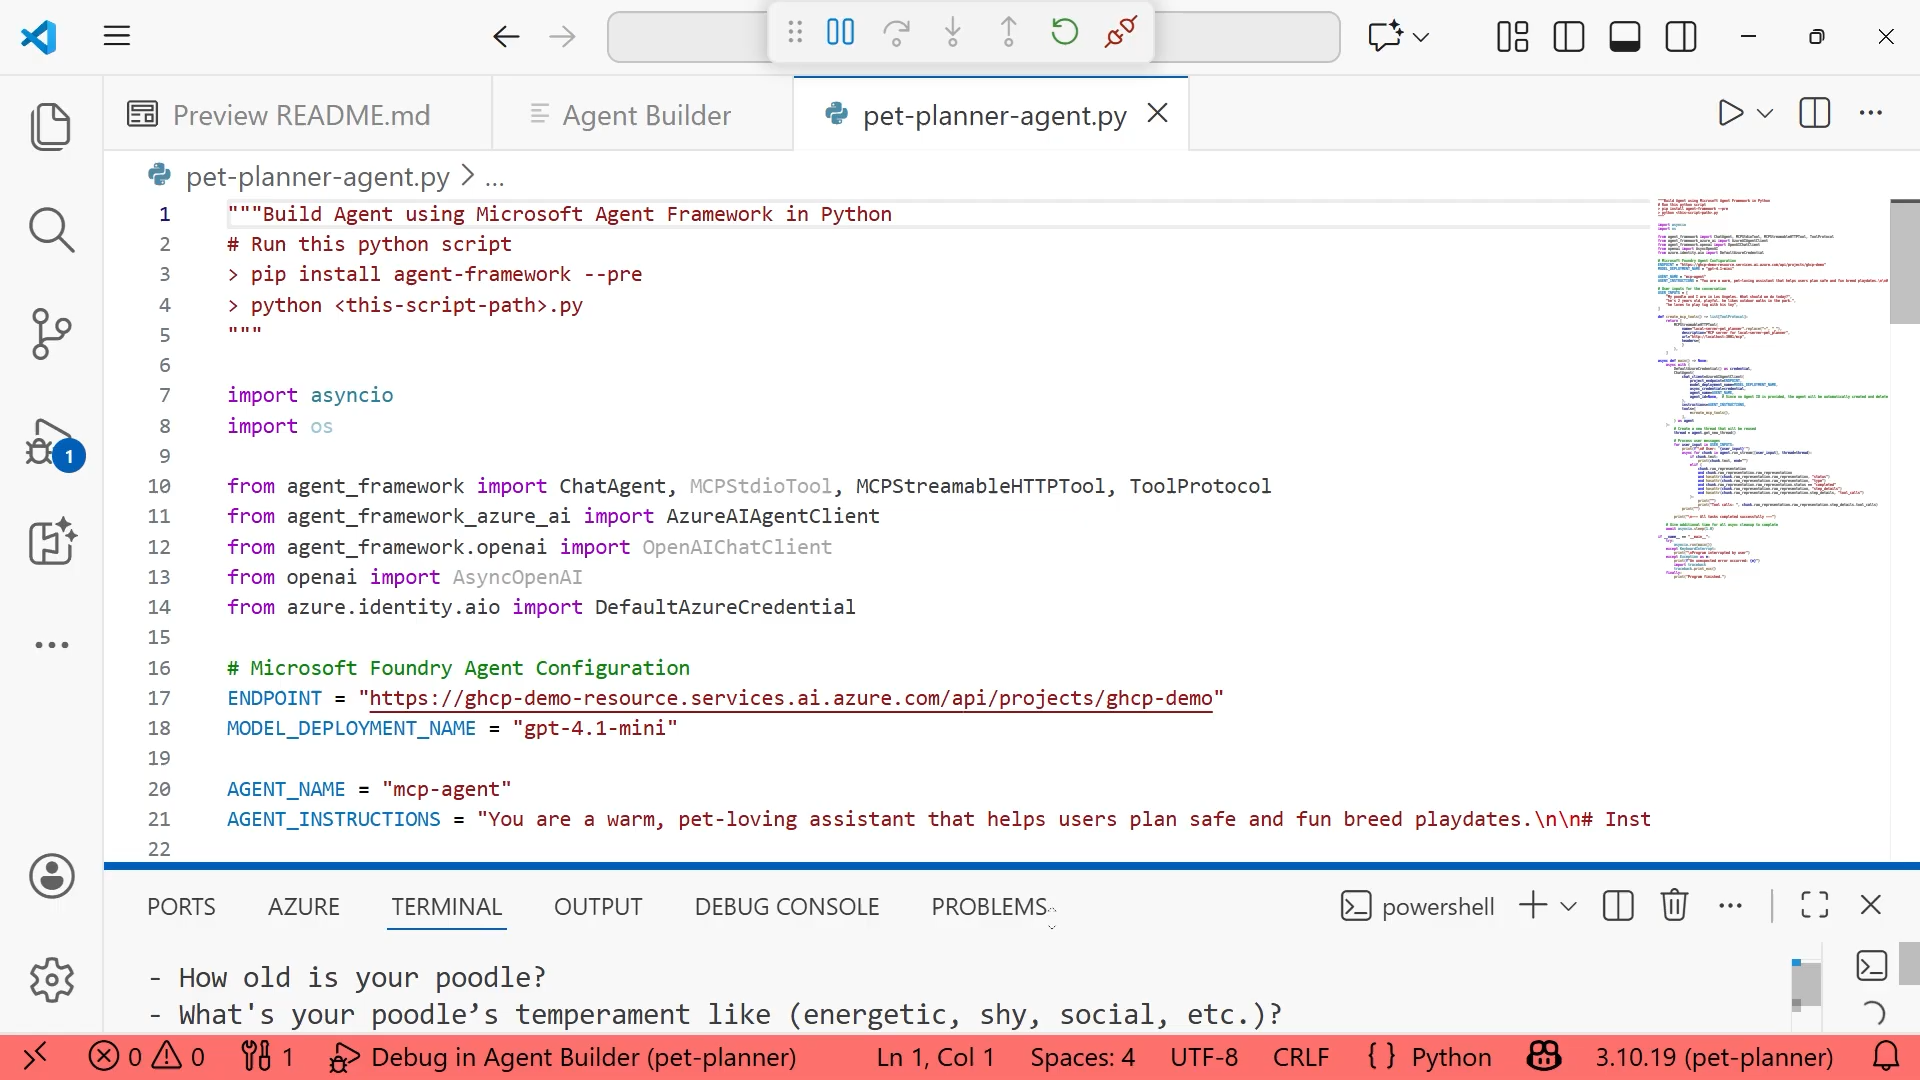 Preview README.md
Agent Builder
pet-planner-agent.py
pet-planner-agent.py > ...
1 """Build Agent using Microsoft Agent Framework in Python
2 # Run this python script
3 > pip install agent-framework --pre
4 > python <this-script-path>.py
5 """
6
7 import asyncio
8 import os
9
10 from agent_framework import ChatAgent, MCPStdioTool, MCPStreamableHTTPTool, ToolProtocol
11 from agent_framework_azure_ai import AzureAIAgentClient
12 from agent_framework.openai import OpenAIChatClient
13 from openai import AsyncOpenAI
14 from azure.identity.aio import DefaultAzureCredential
15
16 # Microsoft Foundry Agent Configuration
17 ENDPOINT = "https://ghcp-demo-resource.services.ai.azure.com/api/projects/ghcp-demo"
18 MODEL_DEPLOYMENT_NAME = "gpt-4.1-mini"
19
20 AGENT_NAME = "mcp-agent"
21 AGENT_INSTRUCTIONS = "You are a warm, pet-loving assistant that helps users plan safe and fun breed playdates.\n\n# Inst
22
1
PORTS AZURE TERMINAL OUTPUT DEBUG CONSOLE PROBLEMS powershell
- How old is your poodle?
- What's your poodle’s temperament like (energetic, shy, social, etc.)?
0 0 1 Debug in Agent Builder (pet-planner) Ln 1, Col 1 Spaces: 4 UTF-8 CRLF { } Python 3.10.19 (pet-planner)